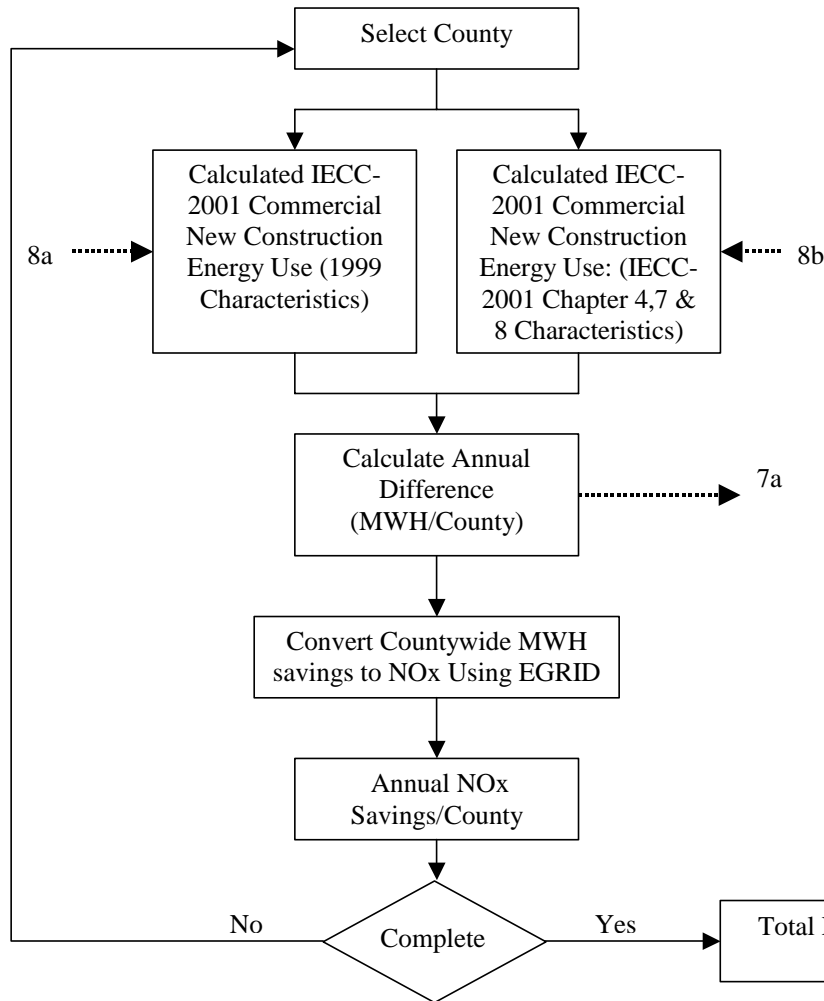 Select County
Calculated IECC-
2001 Commercial
New Construction
Energy Use (1999
Characteristics)
Calculated IECC-
2001 Commercial
New Construction
Energy Use: (IECC-
2001 Chapter 4,7 &
8 Characteristics)
8a
8b
Calculate Annual
Difference
(MWH/County)
7a
Convert Countywide MWH
savings to NOx Using EGRID
Annual NOx
Savings/County
No
Complete
Yes
Total